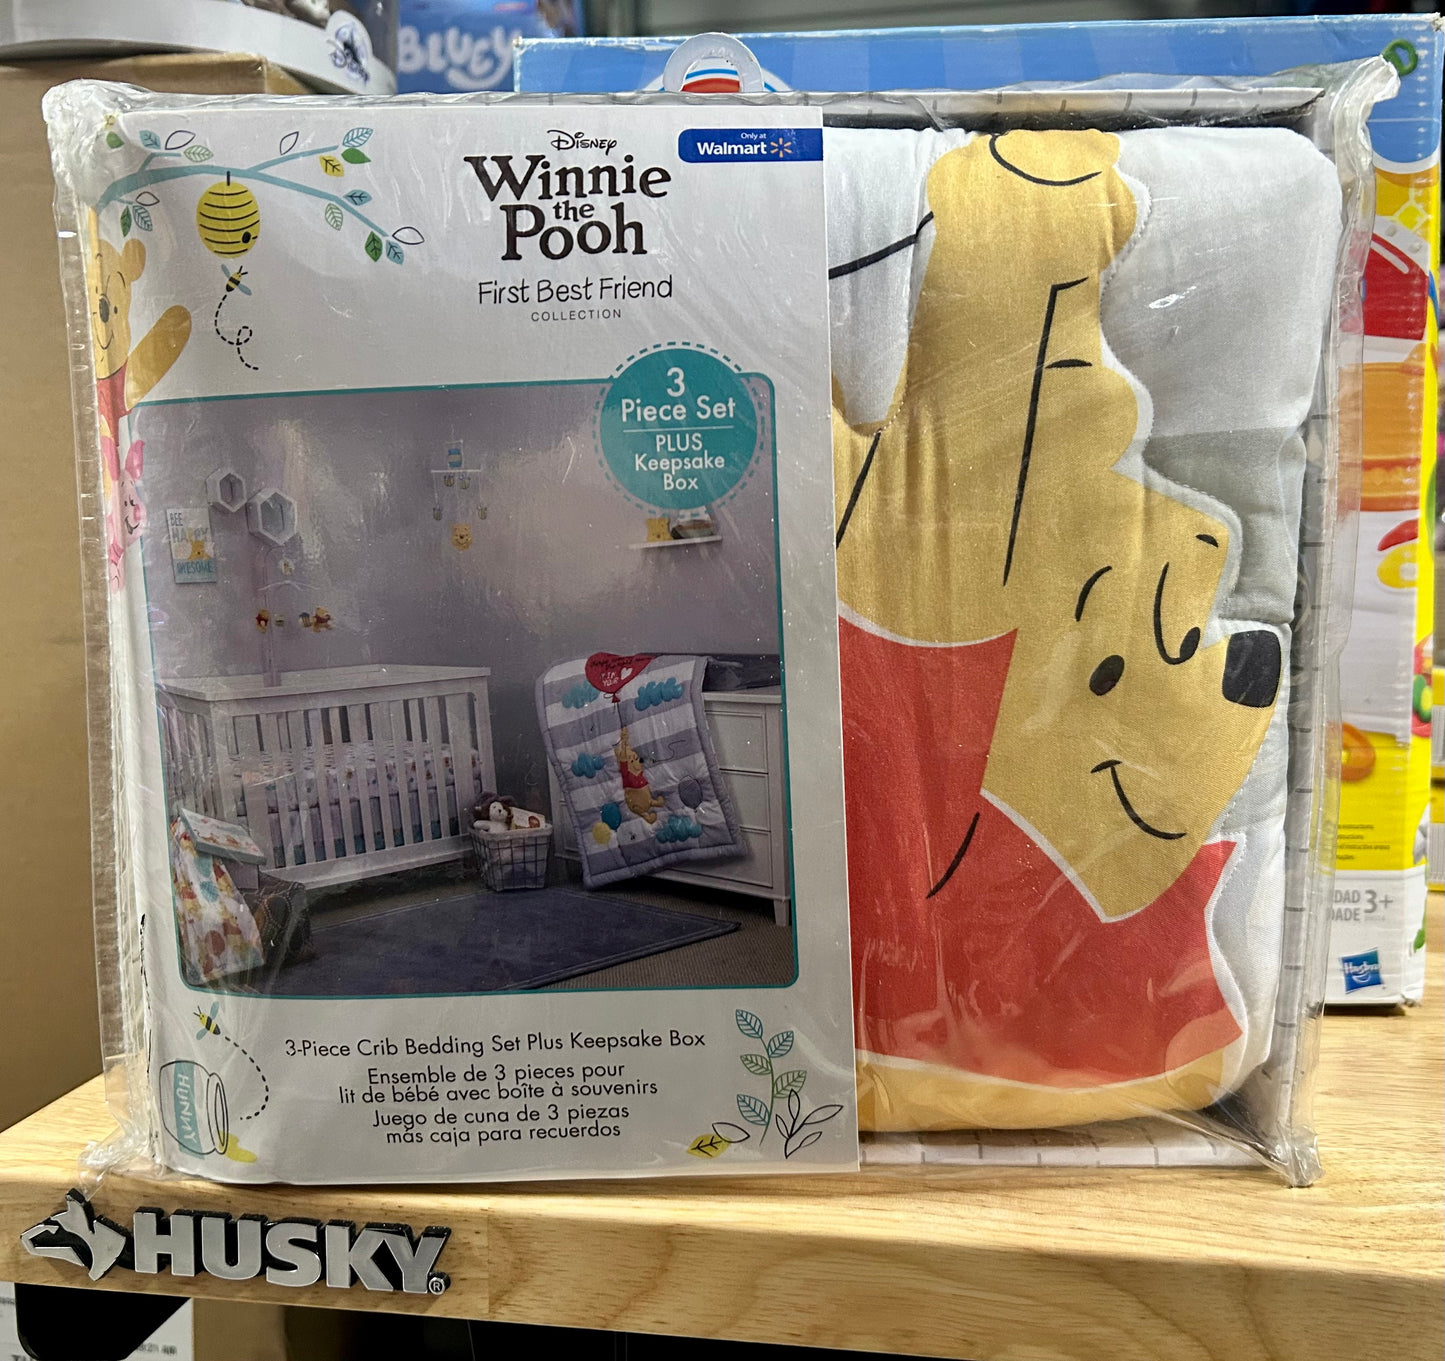 BLUEY
Disney
Only at
Walmart
Winnie
the
Pooh
First Best Friend
COLLECTION
3
Piece Set
PLUS
Keepsake
Box
BEE
HAPPY
AWESOME
3-Piece Crib Bedding Set Plus Keepsake Box
Ensemble de 3 pieces pour
lit de bébé avec boîte à souvenirs
Juego de cuna de 3 piezas
más caja para recuerdos
HUNNY
3+
Hasbro
HUSKY®